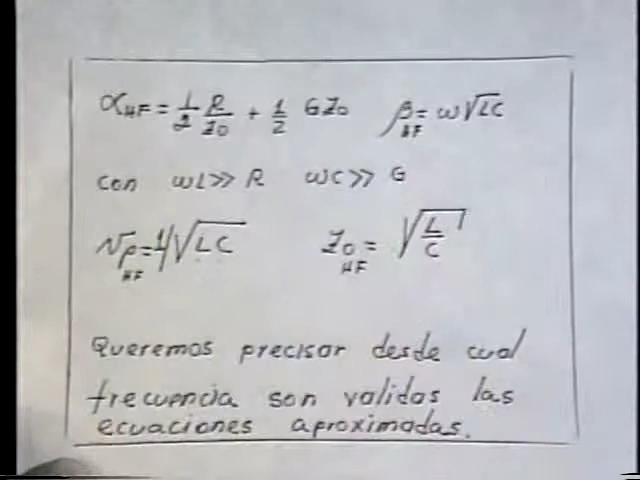 α_HF = 1/2 R/Z0 + 1/2 GZ0 β_HF = ω√LC
con ωL>> R ωC>> G
Vp_HF = 1/√LC Z0_HF = √L/C
Queremos precisar desde cual
frecuencia son validas las
ecuaciones aproximadas.